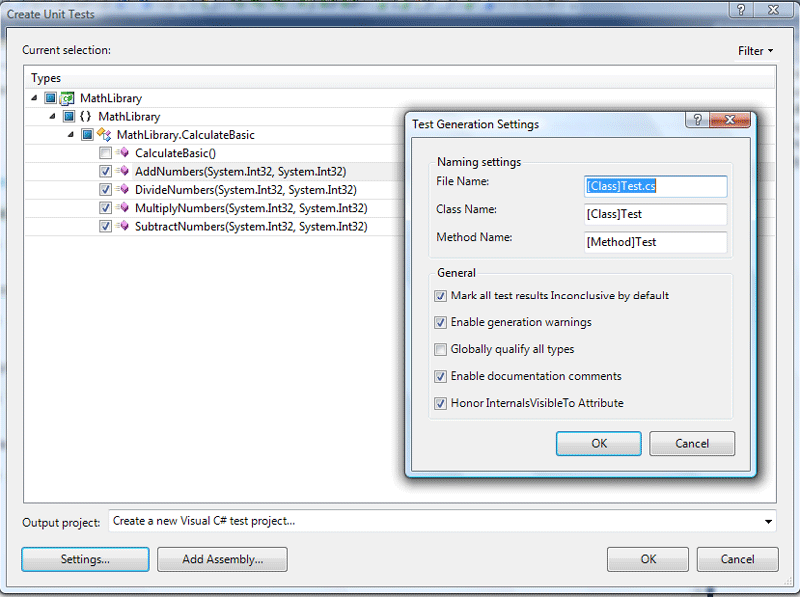 Create Unit Tests
Current selection:
Filter
Types
MathLibrary
{ } MathLibrary
MathLibrary.CalculateBasic
CalculateBasic()
AddNumbers(System.Int32, System.Int32)
DivideNumbers(System.Int32, System.Int32)
MultiplyNumbers(System.Int32, System.Int32)
SubtractNumbers(System.Int32, System.Int32)
Test Generation Settings
Naming settings
File Name: [Class]Test.cs
Class Name: [Class]Test
Method Name: [Method]Test
General
Mark all test results Inconclusive by default
Enable generation warnings
Globally qualify all types
Enable documentation comments
Honor InternalsVisibleTo Attribute
OK Cancel
Output project: Create a new Visual C# test project...
Settings... Add Assembly... OK Cancel